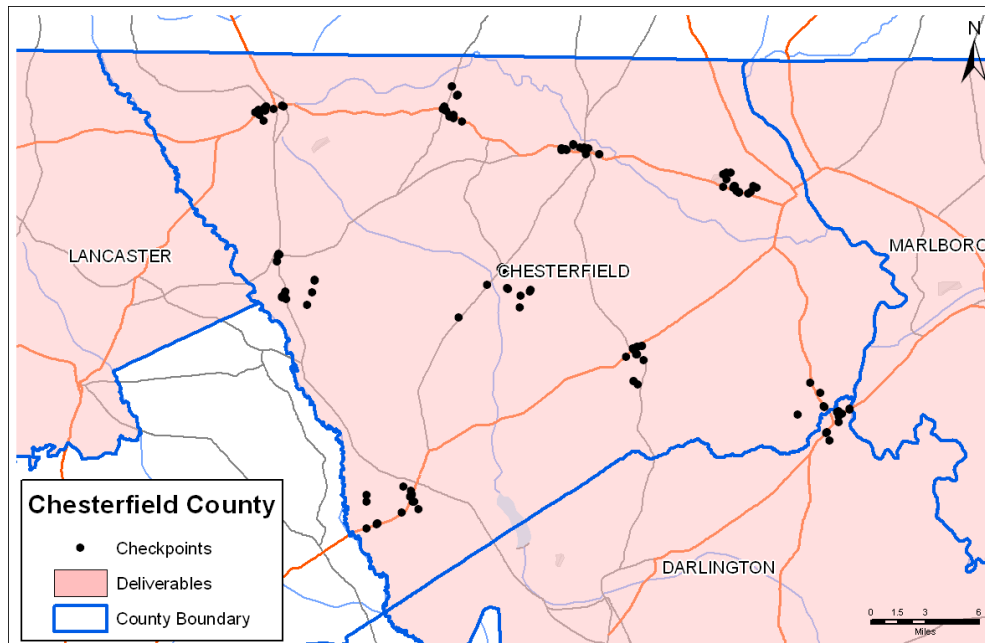 N
LANCASTER
CHESTERFIELD
MARLBORO
DARLINGTON
Chesterfield County
Checkpoints
Deliverables
County Boundary
0 1.5 3 6
Miles